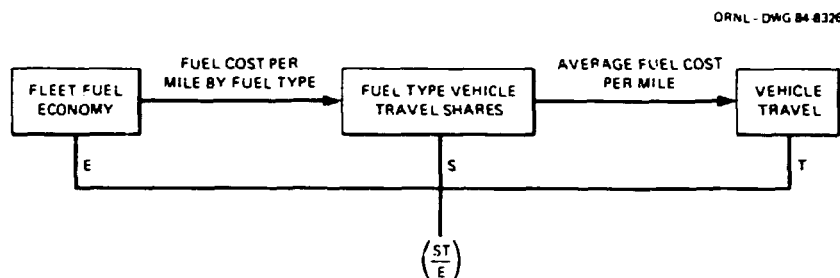 ORNL - DWG 84-8326
FUEL COST PER
MILE BY FUEL TYPE
AVERAGE FUEL COST
PER MILE
FLEET FUEL
ECONOMY
FUEL TYPE VEHICLE
TRAVEL SHARES
VEHICLE
TRAVEL
E
S
T
(ST/E)